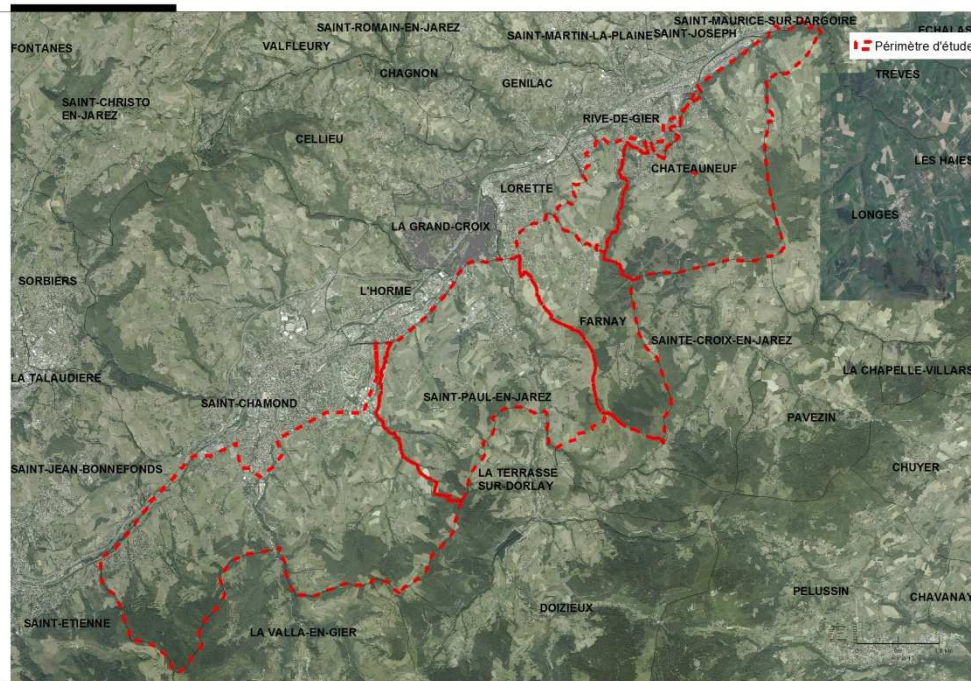 SAINT-MAURICE-SUR-DARGOIRE
SAINT-ROMAIN-EN-JAREZ
ECHALAS
SAINT-MARTIN-LA-PLAINE
SAINT-JOSEPH
FONTANES
VALFLEURY
Périmètre d'étude
CHAGNON
TREVES
GENILAC
SAINT-CHRISTO
EN-JAREZ
RIVE-DE-GIER
CELLIEU
LES HAIES
CHATEAUNEUF
LORETTE
LONGES
LA GRAND-CROIX
SORBIERS
L'HORME
FARNAY
SAINTE-CROIX-EN-JAREZ
LA CHAPELLE-VILLARS
LA TALAUDIERE
SAINT-PAUL-EN-JAREZ
SAINT-CHAMOND
PAVEZIN
SAINT-JEAN-BONNEFONDS
CHUYER
LA TERRASSE
SUR-DORLAY
PELUSSIN
CHAVANAY
DOIZIEUX
SAINT-ETIENNE
LA VALLA-EN-GIER